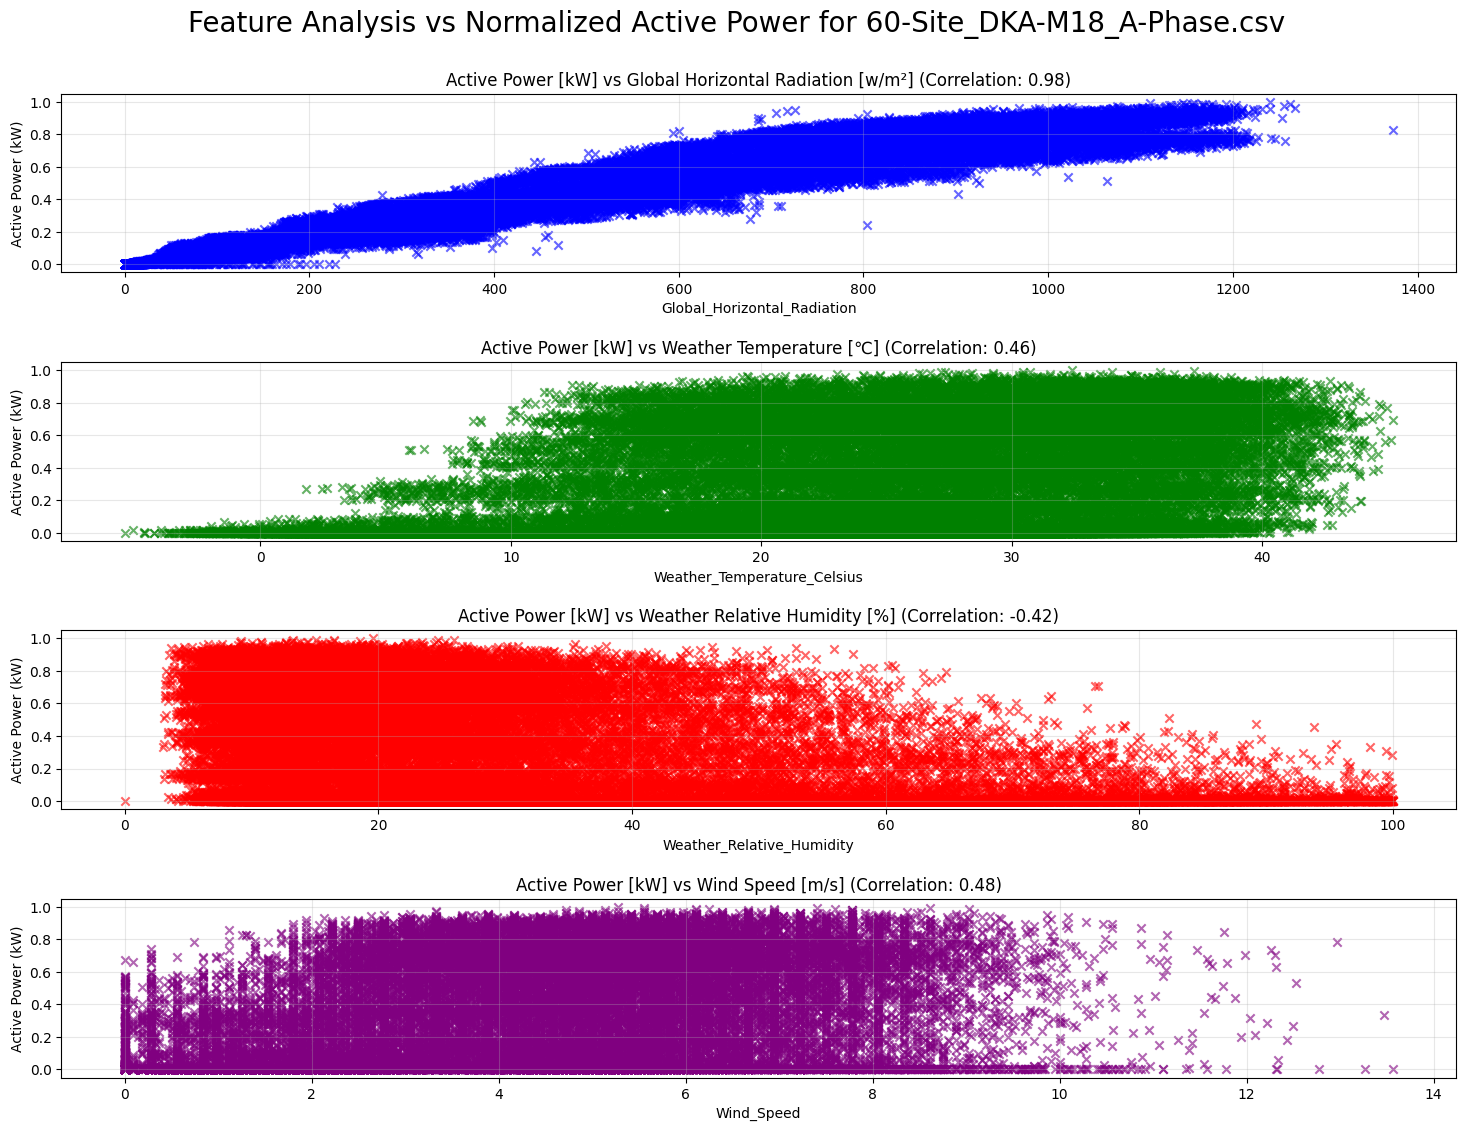 Feature Analysis vs Normalized Active Power for 60-Site_DKA-M18_A-Phase.csv
Active Power [kW] vs Global Horizontal Radiation [w/m²] (Correlation: 0.98)
Active Power (kW)
1.0
0.8
0.6
0.4
0.2
0.0
0 200 400 600 800 1000 1200 1400
Global_Horizontal_Radiation
Active Power [kW] vs Weather Temperature [℃] (Correlation: 0.46)
Active Power (kW)
1.0
0.8
0.6
0.4
0.2
0.0
0 10 20 30 40
Weather_Temperature_Celsius
Active Power [kW] vs Weather Relative Humidity [%] (Correlation: -0.42)
Active Power (kW)
1.0
0.8
0.6
0.4
0.2
0.0
0 20 40 60 80 100
Weather_Relative_Humidity
Active Power [kW] vs Wind Speed [m/s] (Correlation: 0.48)
Active Power (kW)
1.0
0.8
0.6
0.4
0.2
0.0
0 2 4 6 8 10 12 14
Wind_Speed